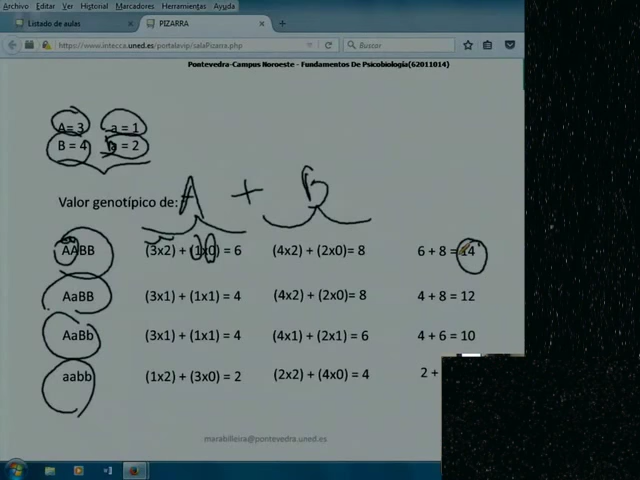 Archivo Editar Ver Historial Marcadores Herramientas Ayuda
Listado de aulas × PIZARRA ×
https://www.intecca.uned.es/portalavip/salaPizarra.php Buscar
Pontevedra-Campus Noroeste - Fundamentos De Psicobiología(62011014)
A= 3 a = 1
B = 4 = 2
Valor genotípico de: A + B
AABB (3x2) + (1x0) = 6 (4x2) + (2x0)= 8 6 + 8 = 14
AaBB (3x1) + (1x1) = 4 (4x2) + (2x0)= 8 4 + 8 = 12
AaBb (3x1) + (1x1) = 4 (4x1) + (2x1) = 6 4 + 6 = 10
aabb (1x2) + (3x0) = 2 (2x2) + (4x0) = 4 2 +
marabilleira@pontevedra.uned.es